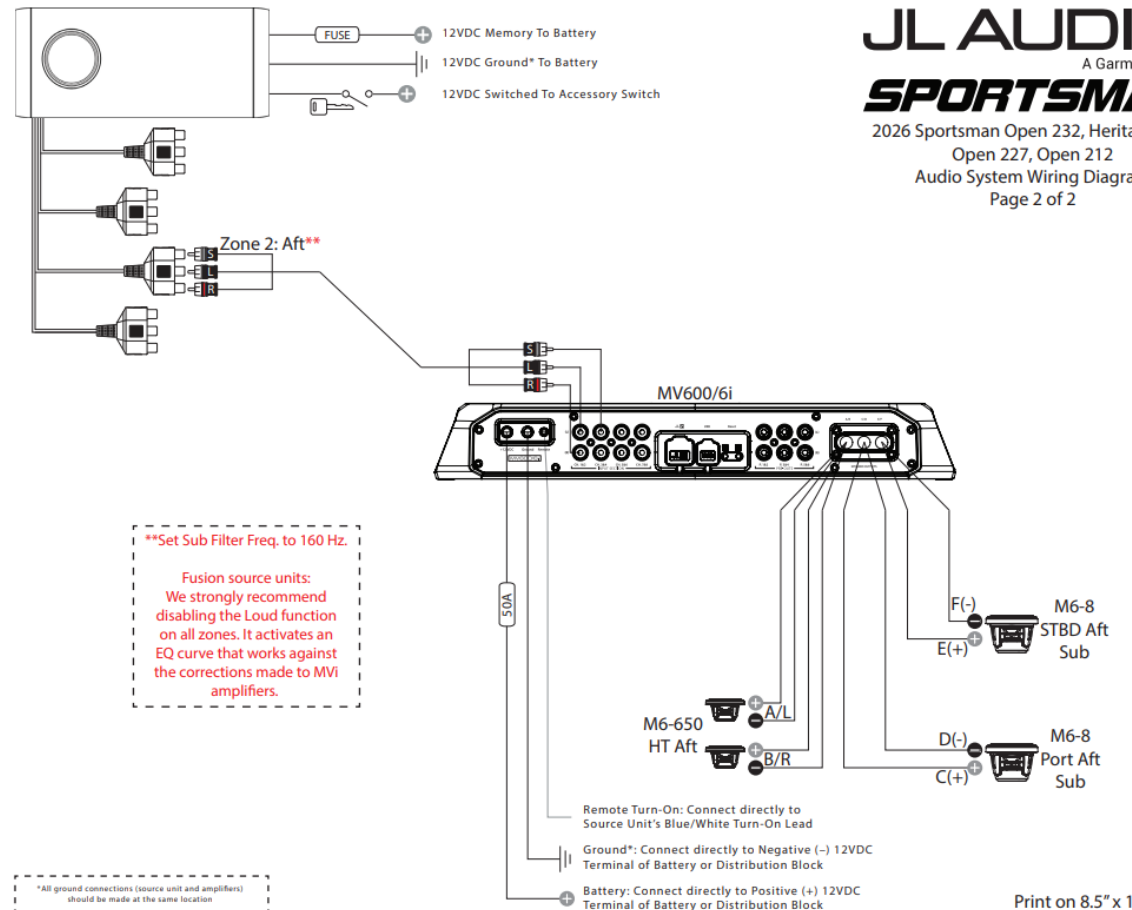 FUSE
12VDC Memory To Battery
12VDC Ground* To Battery
12VDC Switched To Accessory Switch
JL AUDI
A Garm
SPORTSMA
2026 Sportsman Open 232, Herita
Open 227, Open 212
Audio System Wiring Diagra
Page 2 of 2
Zone 2: Aft**
S
L
R
S
L
R
MV600/6i
**Set Sub Filter Freq. to 160 Hz.
Fusion source units:
We strongly recommend
disabling the Loud function
on all zones. It activates an
EQ curve that works against
the corrections made to MVi
amplifiers.
50A
F(-)
E(+)
M6-8
STBD Aft
Sub
M6-650
HT Aft
A/L
B/R
D(-)
C(+)
M6-8
Port Aft
Sub
Remote Turn-On: Connect directly to
Source Unit's Blue/White Turn-On Lead
Ground*: Connect directly to Negative (–) 12VDC
Terminal of Battery or Distribution Block
Battery: Connect directly to Positive (+) 12VDC
Terminal of Battery or Distribution Block
*All ground connections (source unit and amplifiers)
should be made at the same location
Print on 8.5” x 1